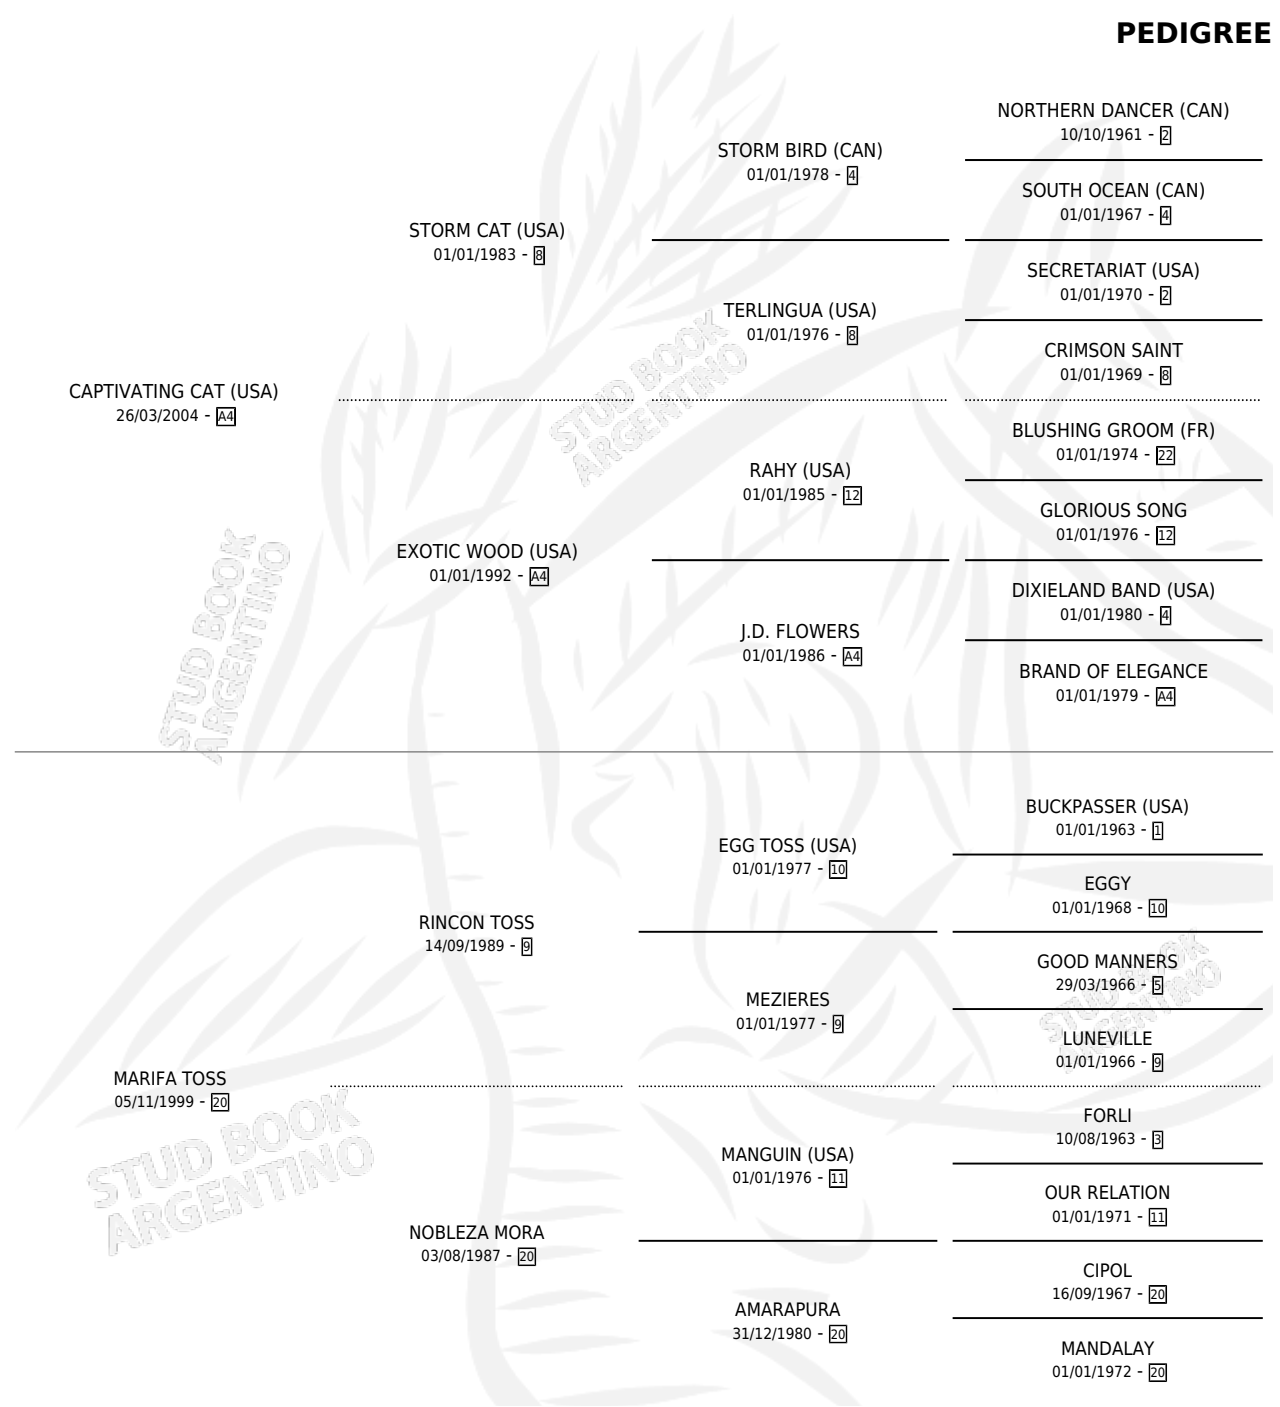 PEDIGREE
NORTHERN DANCER (CAN)
10/10/1961 - 2
STORM BIRD (CAN)
01/01/1978 - 4
SOUTH OCEAN (CAN)
01/01/1967 - 4
STORM CAT (USA)
01/01/1983 - 8
SECRETARIAT (USA)
01/01/1970 - 2
TERLINGUA (USA)
01/01/1976 - 8
CRIMSON SAINT
01/01/1969 - 8
CAPTIVATING CAT (USA)
26/03/2004 - A4
BLUSHING GROOM (FR)
01/01/1974 - 22
RAHY (USA)
01/01/1985 - 12
GLORIOUS SONG
01/01/1976 - 12
EXOTIC WOOD (USA)
01/01/1992 - A4
DIXIELAND BAND (USA)
01/01/1980 - 4
J.D. FLOWERS
01/01/1986 - A4
BRAND OF ELEGANCE
01/01/1979 - A4
BUCKPASSER (USA)
01/01/1963 - 1
EGG TOSS (USA)
01/01/1977 - 10
EGGY
01/01/1968 - 10
RINCON TOSS
14/09/1989 - 9
GOOD MANNERS
29/03/1966 - 5
MEZIERES
01/01/1977 - 9
LUNEVILLE
01/01/1966 - 9
MARIFA TOSS
05/11/1999 - 20
FORLI
10/08/1963 - 3
MANGUIN (USA)
01/01/1976 - 11
OUR RELATION
01/01/1971 - 11
NOBLEZA MORA
03/08/1987 - 20
CIPOL
16/09/1967 - 20
AMARAPURA
31/12/1980 - 20
MANDALAY
01/01/1972 - 20
STUD BOOK
ARGENTINO
STUD BOOK
ARGENTINO
STUD BOOK
ARGENTINO
STUD BOOK
ARGENTINO